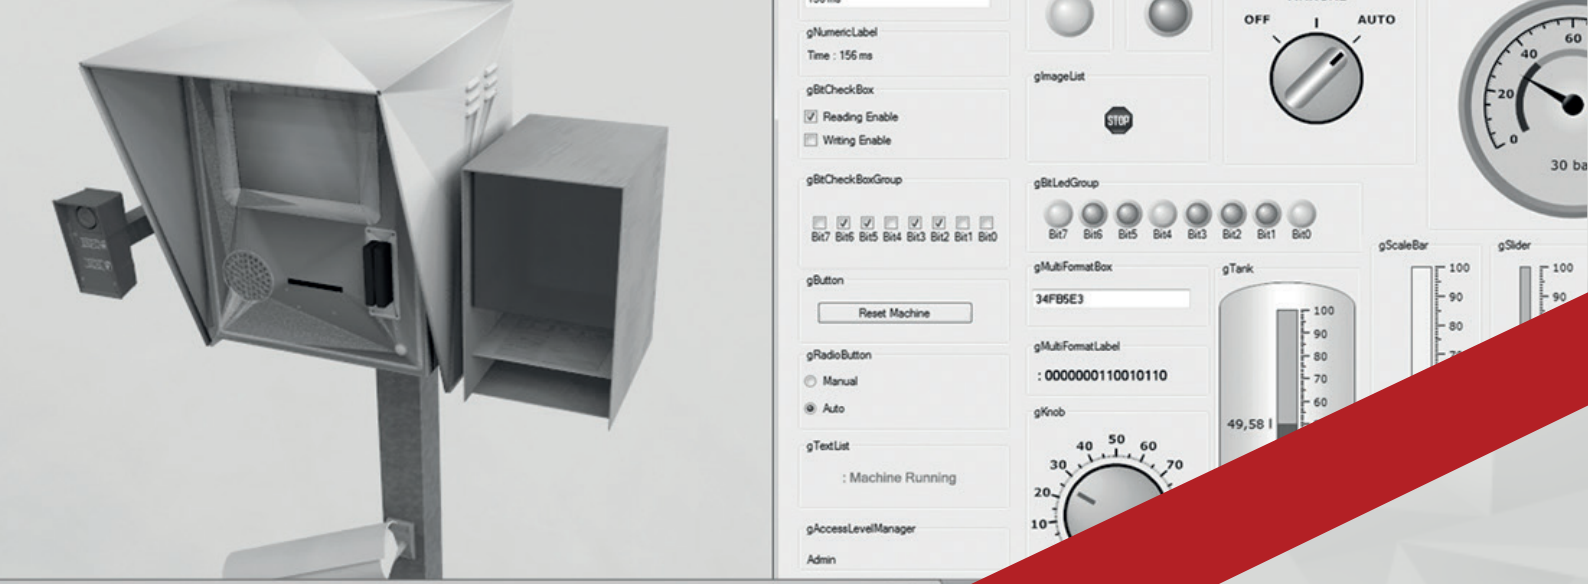 gNumericLabel
Time : 156 ms
gBitCheckBox
Reading Enable
Writing Enable
gBitCheckBoxGroup
Bit7 Bit6 Bit5 Bit4 Bit3 Bit2 Bit1 Bit0
gButton
Reset Machine
gRadioButton
Manual
Auto
gTextList
: Machine Running
gAccessLevelManager
Admin
gImageList
STOP
gBitLedGroup
Bit7 Bit6 Bit5 Bit4 Bit3 Bit2 Bit1 Bit0
gMultiFormatBox
34FB5E3
gMultiFormatLabel
: 0000000110010110
gKnob
10 20 30 40 50 60 70
OFF AUTO
gTank
100
90
80
70
60
49,58 l
0 20 40 60
30 ba
gScaleBar
100
90
80
gSlider
100
90